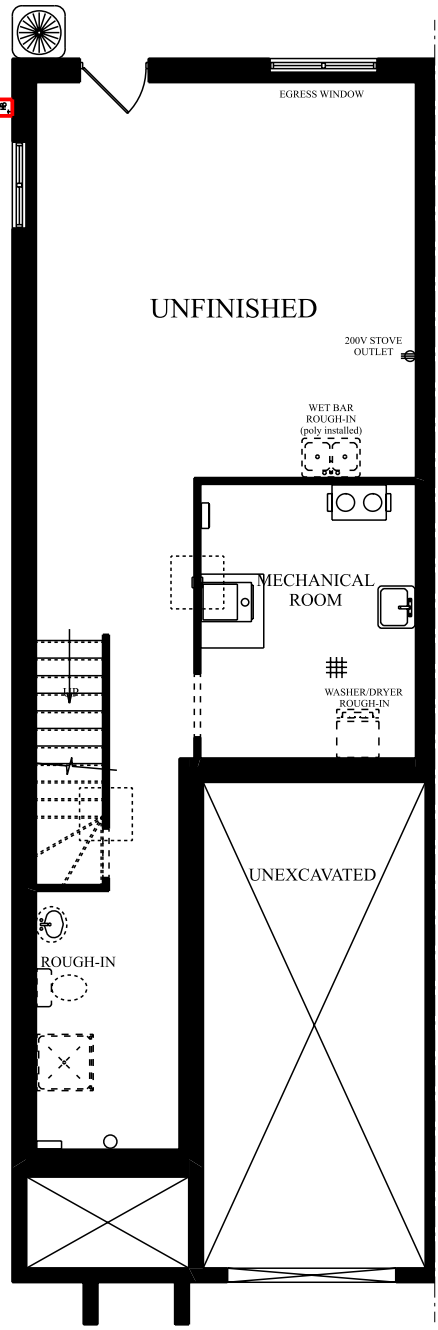 EGRESS WINDOW
UNFINISHED
200V STOVE
OUTLET
WET BAR
ROUGH-IN
(poly installed)
MECHANICAL
ROOM
UP
WASHER/DRYER
ROUGH-IN
UNEXCAVATED
ROUGH-IN